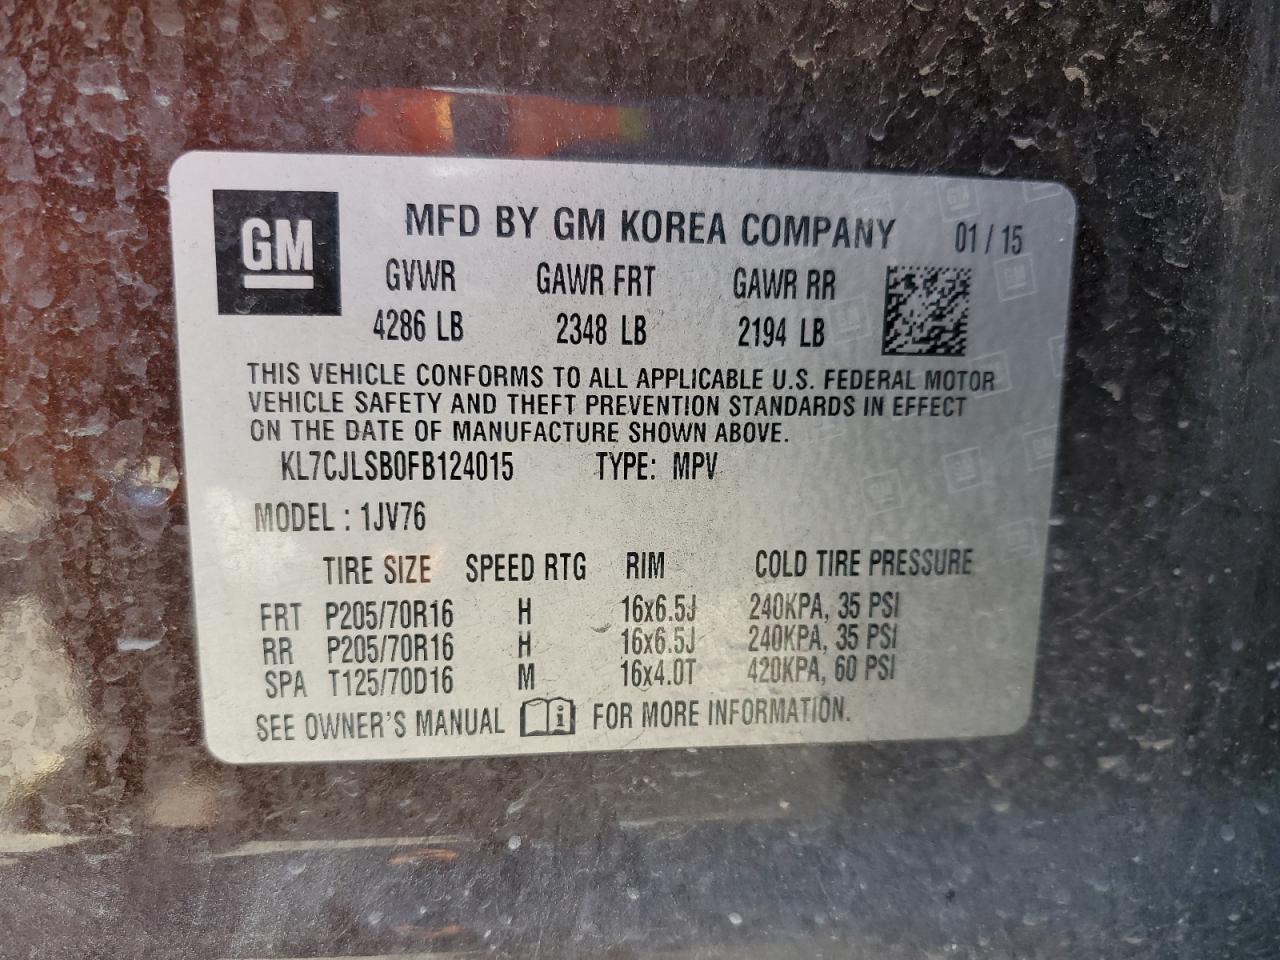 GM
MFD BY GM KOREA COMPANY 01 / 15
GVWR GAWR FRT GAWR RR
4286 LB 2348 LB 2194 LB
THIS VEHICLE CONFORMS TO ALL APPLICABLE U.S. FEDERAL MOTOR
VEHICLE SAFETY AND THEFT PREVENTION STANDARDS IN EFFECT
ON THE DATE OF MANUFACTURE SHOWN ABOVE.
KL7CJLSB0FB124015 TYPE: MPV
MODEL : 1JV76
TIRE SIZE SPEED RTG RIM COLD TIRE PRESSURE
FRT P205/70R16 H 16x6.5J 240KPA, 35 PSI
RR P205/70R16 H 16x6.5J 240KPA, 35 PSI
SPA T125/70D16 M 16x4.0T 420KPA, 60 PSI
SEE OWNER'S MANUAL i FOR MORE INFORMATION.